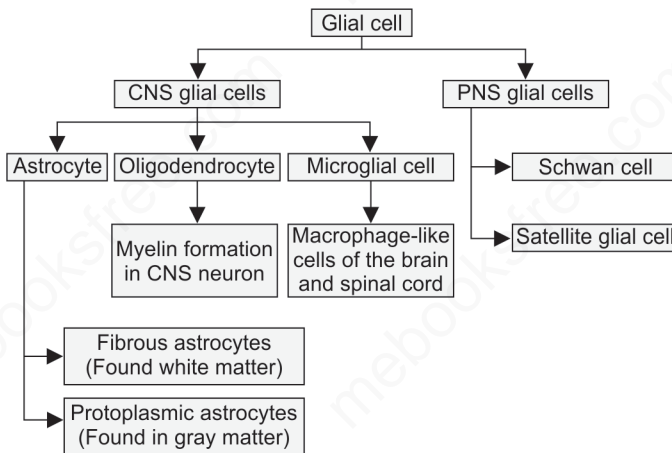 Glial cell
CNS glial cells
PNS glial cells
Astrocyte
Oligodendrocyte
Microglial cell
Schwan cell
Myelin formation
in CNS neuron
Macrophage-like
cells of the brain
and spinal cord
Satellite glial cell
Fibrous astrocytes
(Found white matter)
Protoplasmic astrocytes
(Found in gray matter)